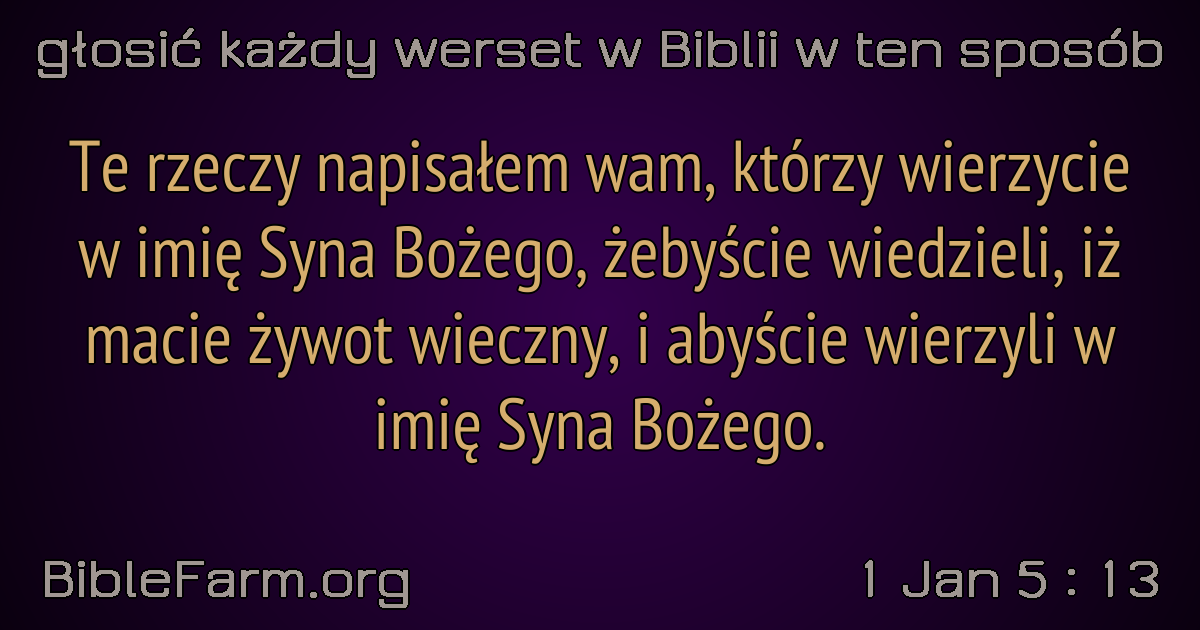 głosić każdy werset w Biblii w ten sposób
Te rzeczy napisałem wam, którzy wierzycie
w imię Syna Bożego, żebyście wiedzieli, iż
macie żywot wieczny, i abyście wierzyli w
imię Syna Bożego.
BibleFarm.org
1 Jan 5 : 13